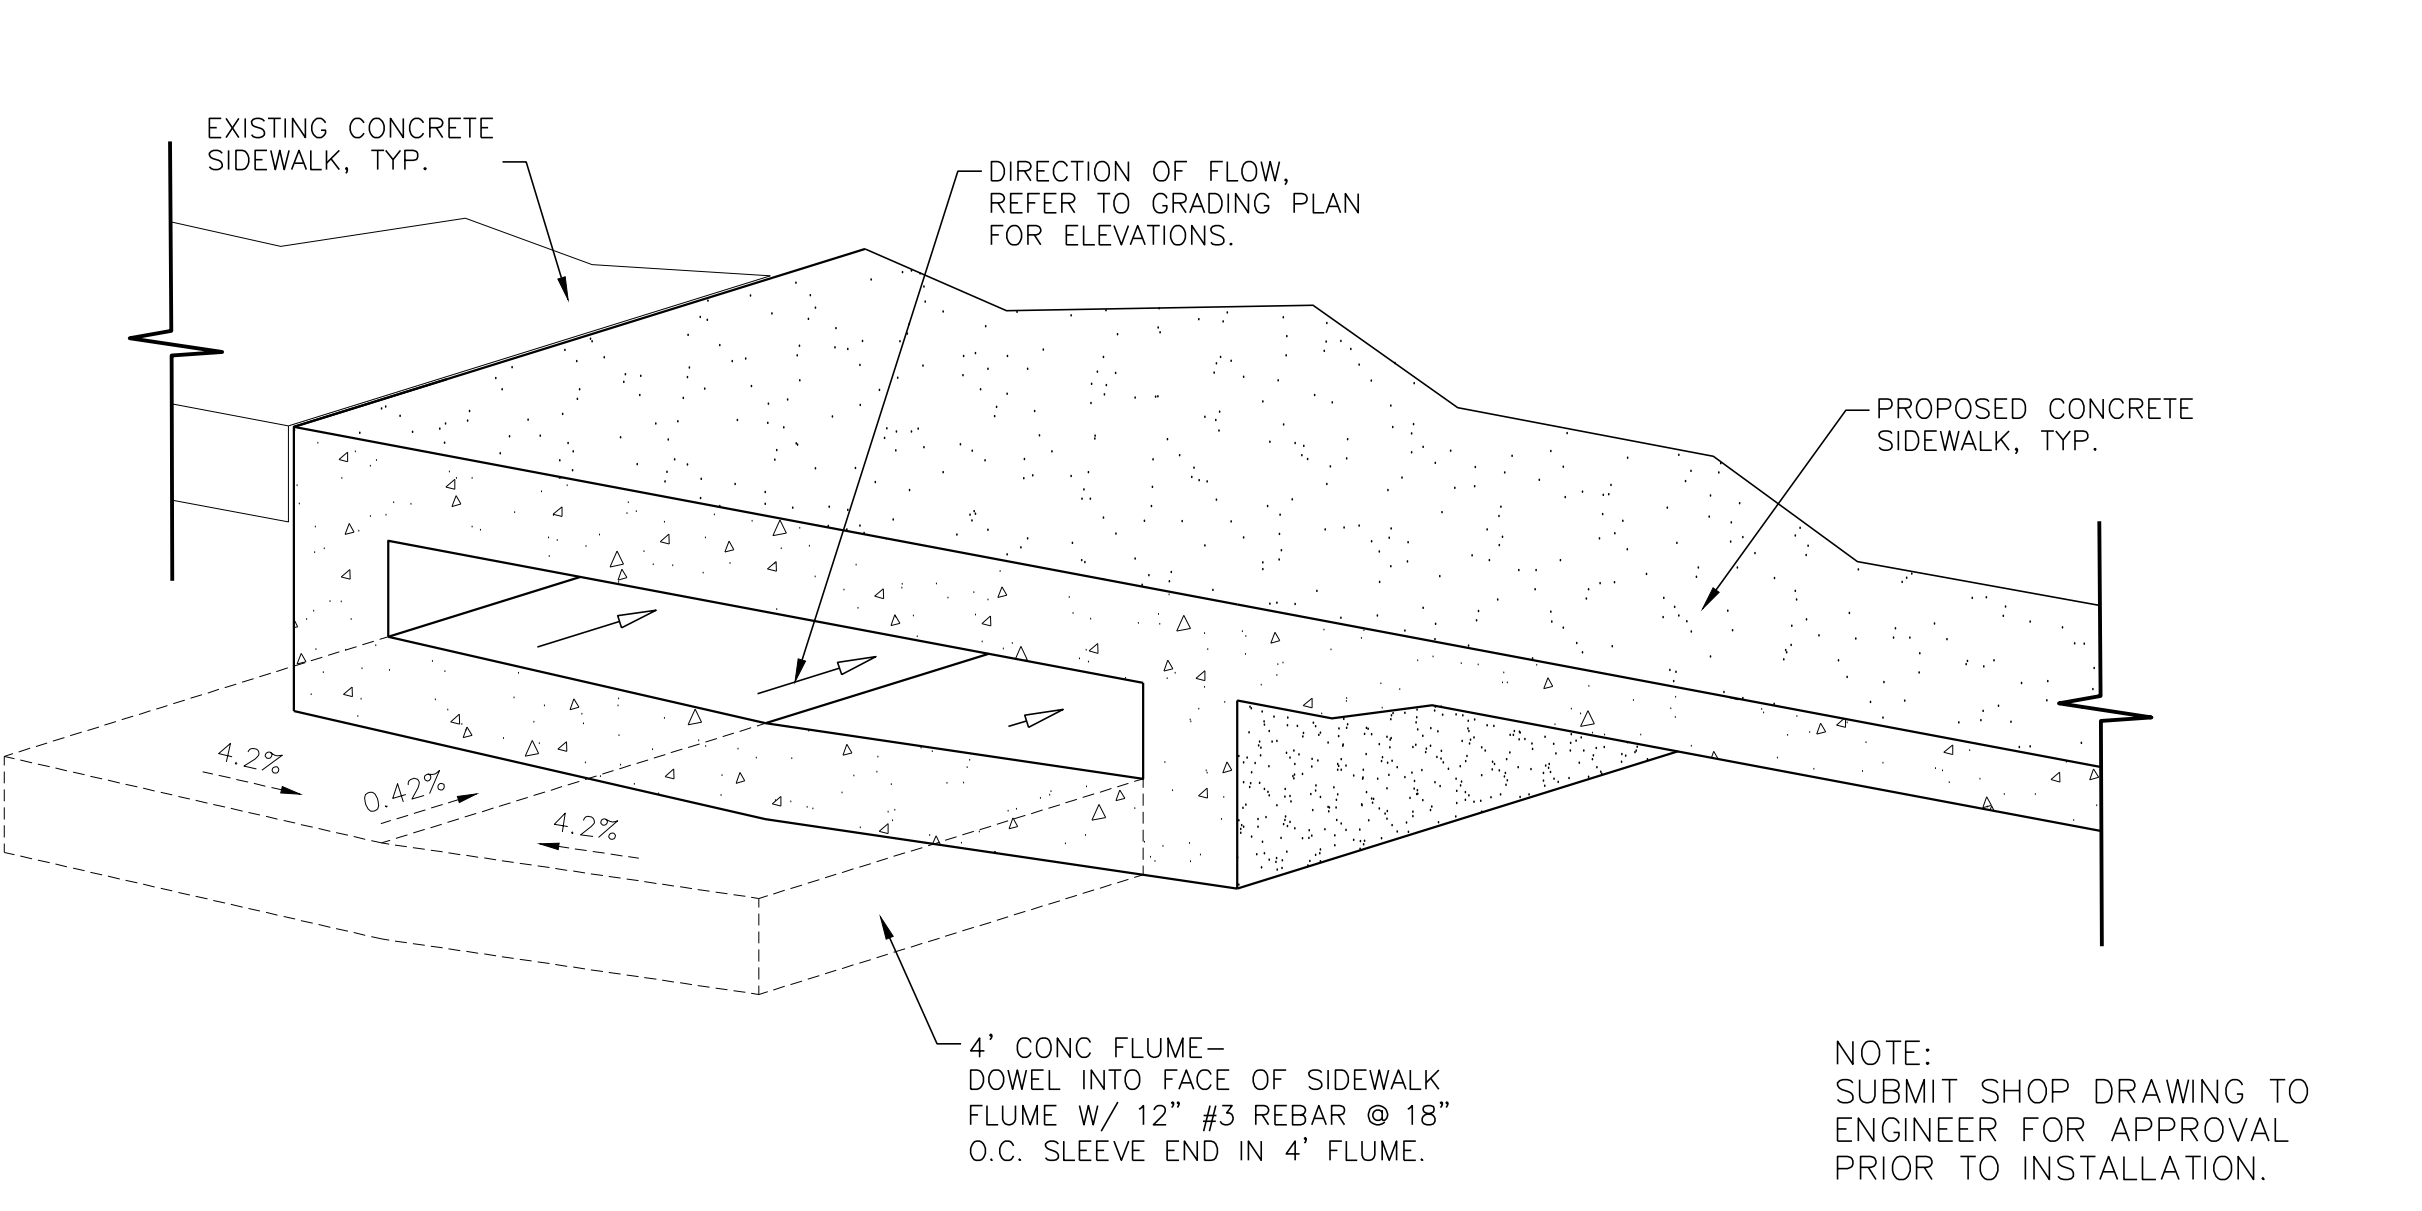 EXISTING CONCRETE
SIDEWALK, TYP.
DIRECTION OF FLOW,
REFER TO GRADING PLAN
FOR ELEVATIONS.
PROPOSED CONCRETE
SIDEWALK, TYP.
4.2%
0.42%
4.2%
4' CONC FLUME–
DOWEL INTO FACE OF SIDEWALK
FLUME W/ 12" #3 REBAR @ 18"
O.C. SLEEVE END IN 4' FLUME.
NOTE:
SUBMIT SHOP DRAWING TO
ENGINEER FOR APPROVAL
PRIOR TO INSTALLATION.